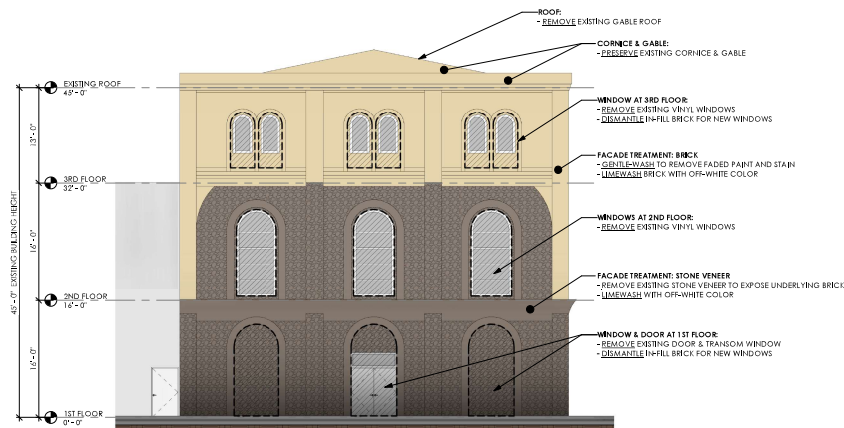 ROOF:
- REMOVE EXISTING GABLE ROOF
CORNICE & GABLE:
- PRESERVE EXISTING CORNICE & GABLE
EXISTING ROOF
45' - 0"
WINDOW AT 3RD FLOOR:
- REMOVE EXISTING VINYL WINDOWS
- DISMANTLE IN-FILL BRICK FOR NEW WINDOWS
13' - 0"
FACADE TREATMENT: BRICK
- GENTLE-WASH TO REMOVE FADED PAINT AND STAIN
- LIMEWASH BRICK WITH OFF-WHITE COLOR
3RD FLOOR
32' - 0"
WINDOWS AT 2ND FLOOR:
- REMOVE EXISTING VINYL WINDOWS
45' - 0" EXISTING BUILDING HEIGHT
16' - 0"
FACADE TREATMENT: STONE VENEER
- REMOVE EXISTING STONE VENEER TO EXPOSE UNDERLYING BRICK
- LIMEWASH WITH OFF-WHITE COLOR
2ND FLOOR
16' - 0"
WINDOW & DOOR AT 1ST FLOOR:
- REMOVE EXISTING DOOR & TRANSOM WINDOW
- DISMANTLE IN-FILL BRICK FOR NEW WINDOWS
16' - 0"
1ST FLOOR
0' - 0"